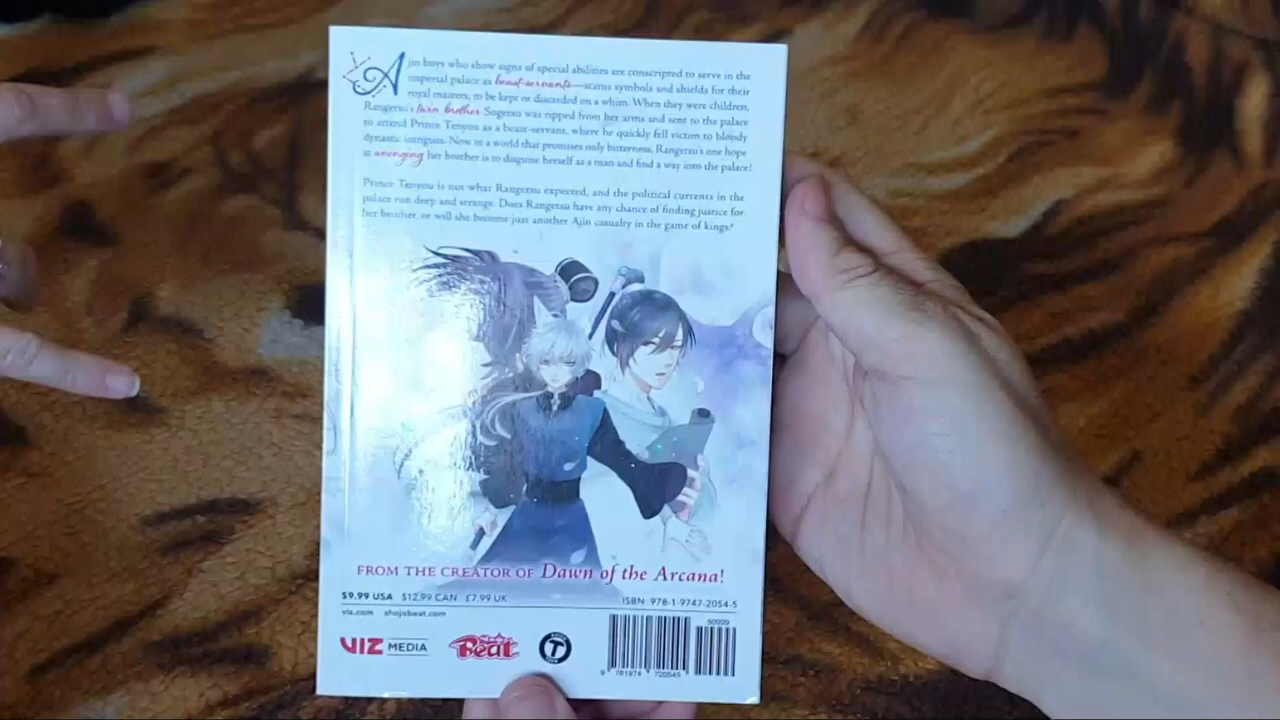 Ajin boys who show signs of special abilities are conscripted to serve in the
imperial palace as beast-servants—status symbols and shields for their
royal masters, to be kept or discarded on a whim. When they were children,
Rangetsu's twin brother Sogetsu was ripped from her arms and sent to the palace
to attend Prince Tenyou as a beast-servant, where he quickly fell victim to bloody
dynastic intrigues. Now in a world that promises only bitterness, Rangetsu's one hope
at avenging her brother is to disguise herself as a man and find a way into the palace!
Prince Tenyou is not what Rangetsu expected, and the political currents in the
palace run deep and strange. Does Rangetsu have any chance of finding justice for
her brother, or will she become just another Ajin casualty in the game of kings?
FROM THE CREATOR OF Dawn of the Arcana!
$9.99 USA $12.99 CAN £7.99 UK
ISBN: 978-1-9747-2054-5
viz.com shojobeat.com
50999
VIZ MEDIA
Shojo Beat
T
9 781974 720545